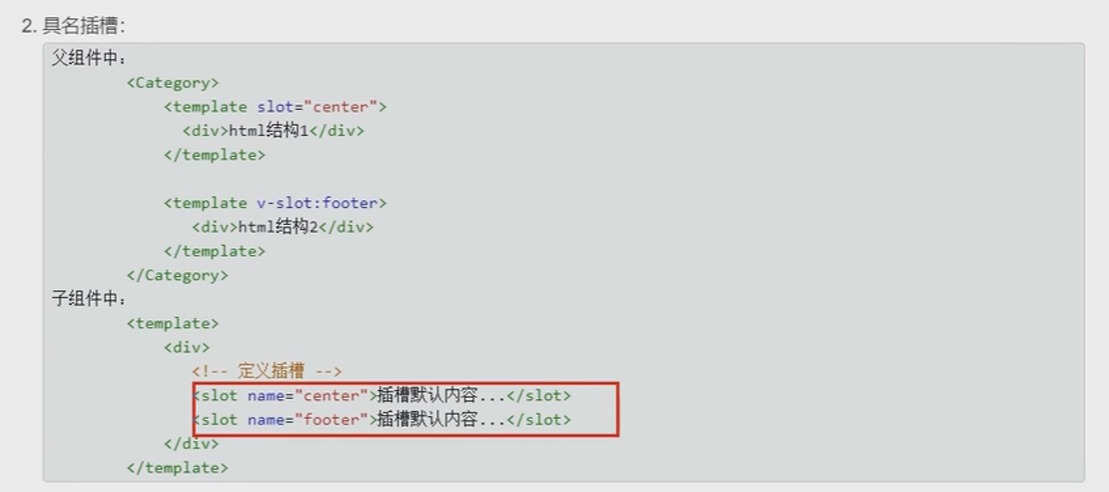 2. 具名插槽：
父组件中：
<Category>
<template slot="center">
<div>html结构1</div>
</template>
<template v-slot:footer>
<div>html结构2</div>
</template>
</Category>
子组件中：
<template>
<div>
<!-- 定义插槽 -->
<slot name="center">插槽默认内容...</slot>
<slot name="footer">插槽默认内容...</slot>
</div>
</template>